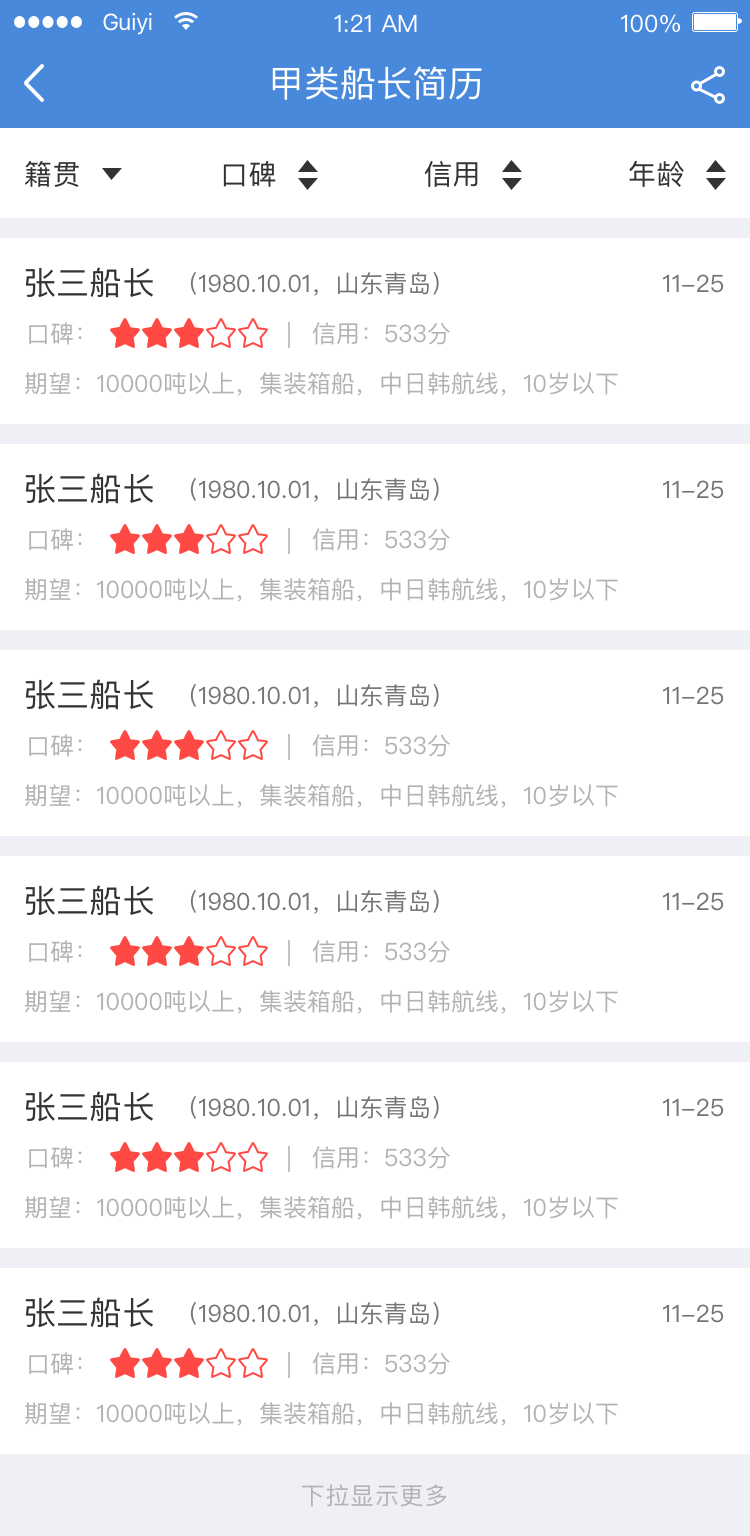 Guiyi 1:21 AM 100%
甲类船长简历
籍贯 口碑 信用 年龄
张三船长 （1980.10.01，山东青岛） 11-25
口碑： 信用：533分
期望：10000吨以上，集装箱船，中日韩航线，10岁以下
张三船长 （1980.10.01，山东青岛） 11-25
口碑： 信用：533分
期望：10000吨以上，集装箱船，中日韩航线，10岁以下
张三船长 （1980.10.01，山东青岛） 11-25
口碑： 信用：533分
期望：10000吨以上，集装箱船，中日韩航线，10岁以下
张三船长 （1980.10.01，山东青岛） 11-25
口碑： 信用：533分
期望：10000吨以上，集装箱船，中日韩航线，10岁以下
张三船长 （1980.10.01，山东青岛） 11-25
口碑： 信用：533分
期望：10000吨以上，集装箱船，中日韩航线，10岁以下
张三船长 （1980.10.01，山东青岛） 11-25
口碑： 信用：533分
期望：10000吨以上，集装箱船，中日韩航线，10岁以下
下拉显示更多